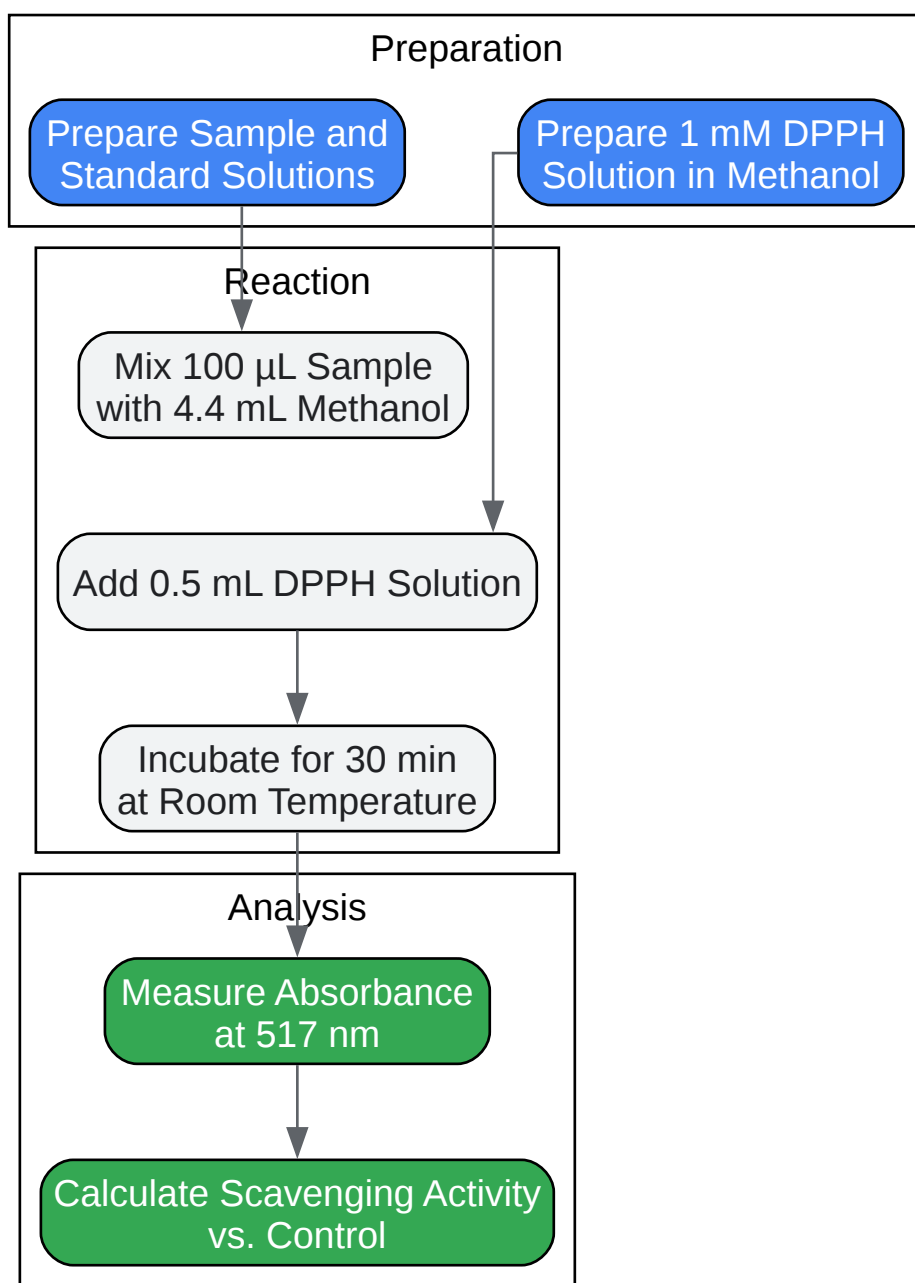 Preparation
Prepare Sample and
Standard Solutions
Prepare 1 mM DPPH
Solution in Methanol
Reaction
Mix 100 µL Sample
with 4.4 mL Methanol
Add 0.5 mL DPPH Solution
Incubate for 30 min
at Room Temperature
Analysis
Measure Absorbance
at 517 nm
Calculate Scavenging Activity
vs. Control